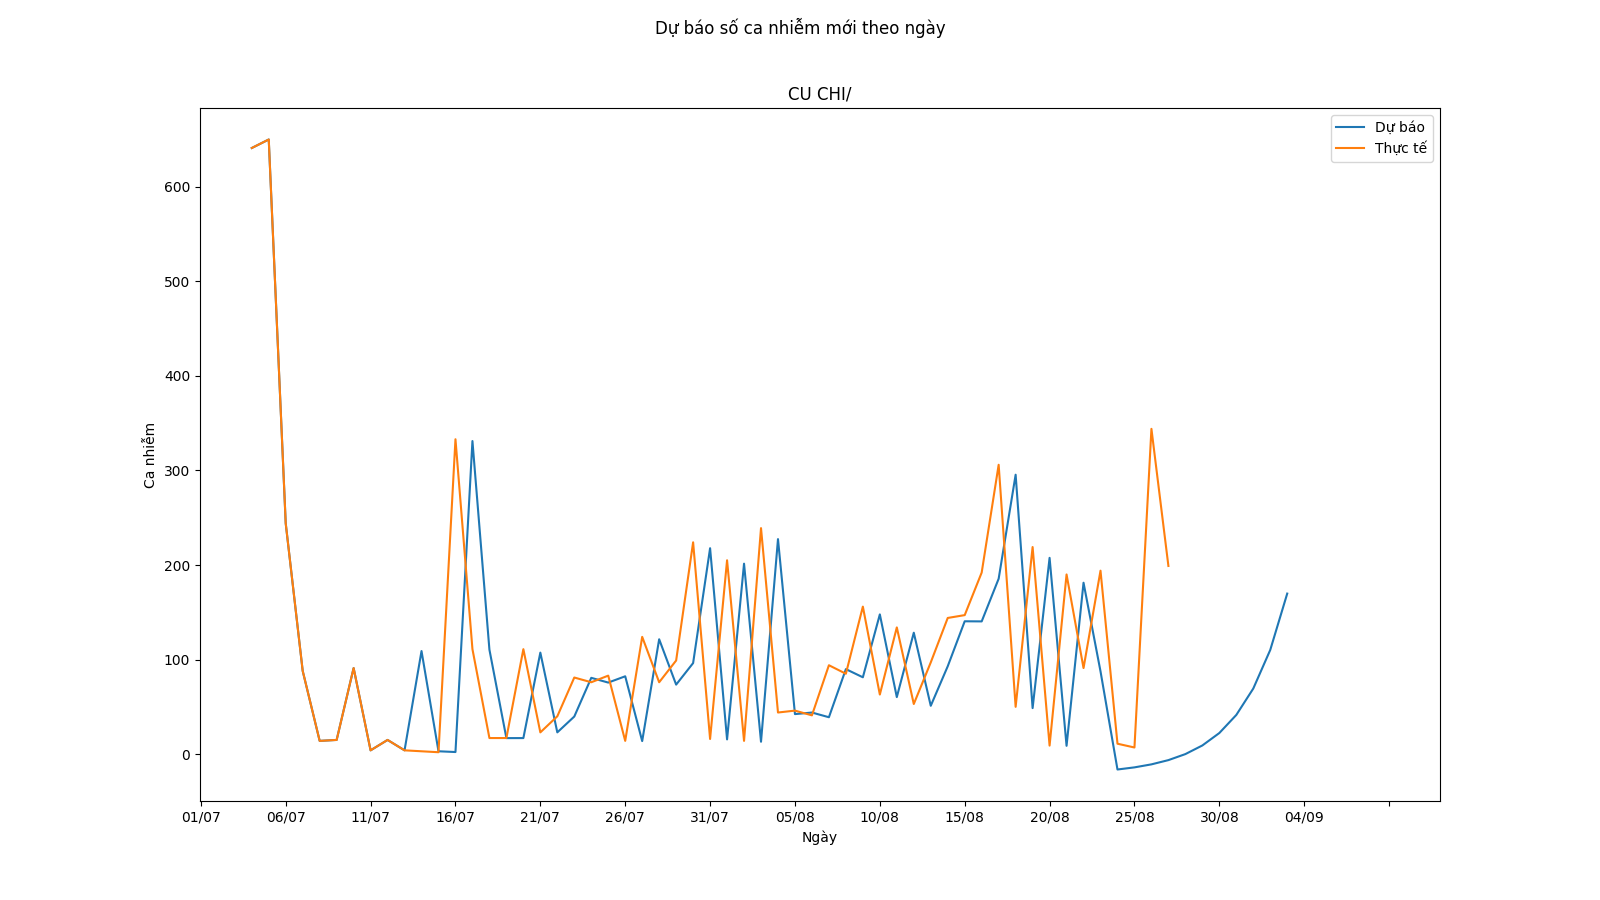 Dự báo số ca nhiễm mới theo ngày
CU CHI/
Dự báo
Thực tế
600
500
400
300
200
100
0
Ca nhiễm
01/07 06/07 11/07 16/07 21/07 26/07 31/07 05/08 10/08 15/08 20/08 25/08 30/08 04/09
Ngày